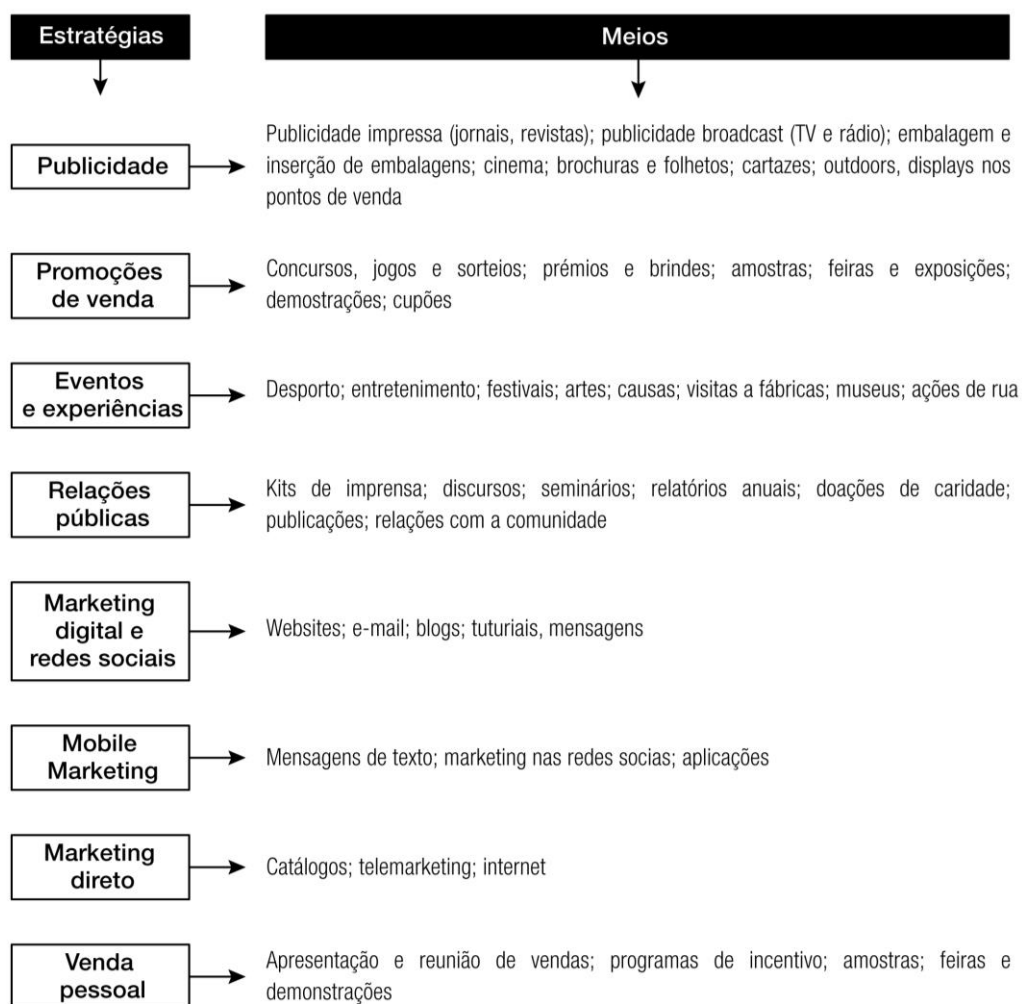 Estratégias
Meios
Publicidade
Publicidade impressa (jornais, revistas); publicidade broadcast (TV e rádio); embalagem e
inserção de embalagens; cinema; brochuras e folhetos; cartazes; outdoors, displays nos
pontos de venda
Promoções
de venda
Concursos, jogos e sorteios; prémios e brindes; amostras; feiras e exposições;
demostrações; cupões
Eventos
e experiências
Desporto; entretenimento; festivais; artes; causas; visitas a fábricas; museus; ações de rua
Relações
públicas
Kits de imprensa; discursos; seminários; relatórios anuais; doações de caridade;
publicações; relações com a comunidade
Marketing
digital e
redes sociais
Websites; e-mail; blogs; tuturiais, mensagens
Mobile
Marketing
Mensagens de texto; marketing nas redes socias; aplicações
Marketing
direto
Catálogos; telemarketing; internet
Venda
pessoal
Apresentação e reunião de vendas; programas de incentivo; amostras; feiras e
demonstrações